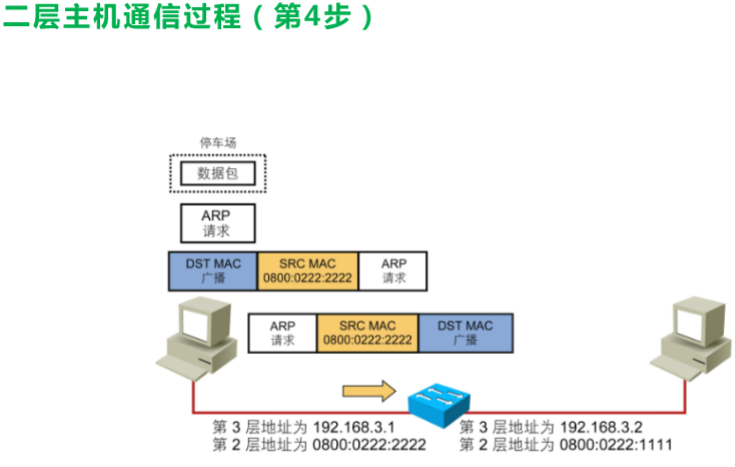 二层主机通信过程（第4步）
停车场
数据包
ARP
请求
DST MAC
广播
SRC MAC
0800:0222:2222
ARP
请求
ARP
请求
SRC MAC
0800:0222:2222
DST MAC
广播
第 3 层地址为 192.168.3.1
第 2 层地址为 0800:0222:2222
第 3 层地址为 192.168.3.2
第 2 层地址为 0800:0222:1111